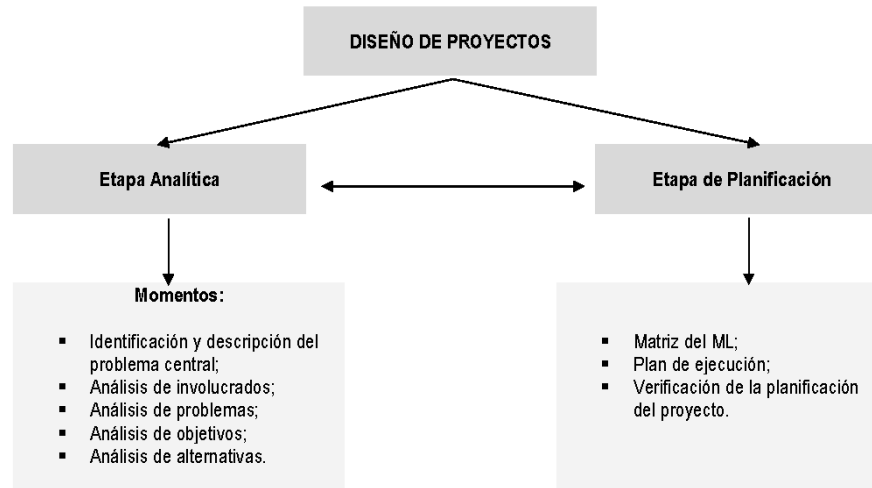 DISEÑO DE PROYECTOS
Etapa Analítica
Etapa de Planificación
Momentos:
▪ Identificación y descripción del
problema central;
▪ Análisis de involucrados;
▪ Análisis de problemas;
▪ Análisis de objetivos;
▪ Análisis de alternativas.
▪ Matriz del ML;
▪ Plan de ejecución;
▪ Verificación de la planificación
del proyecto.